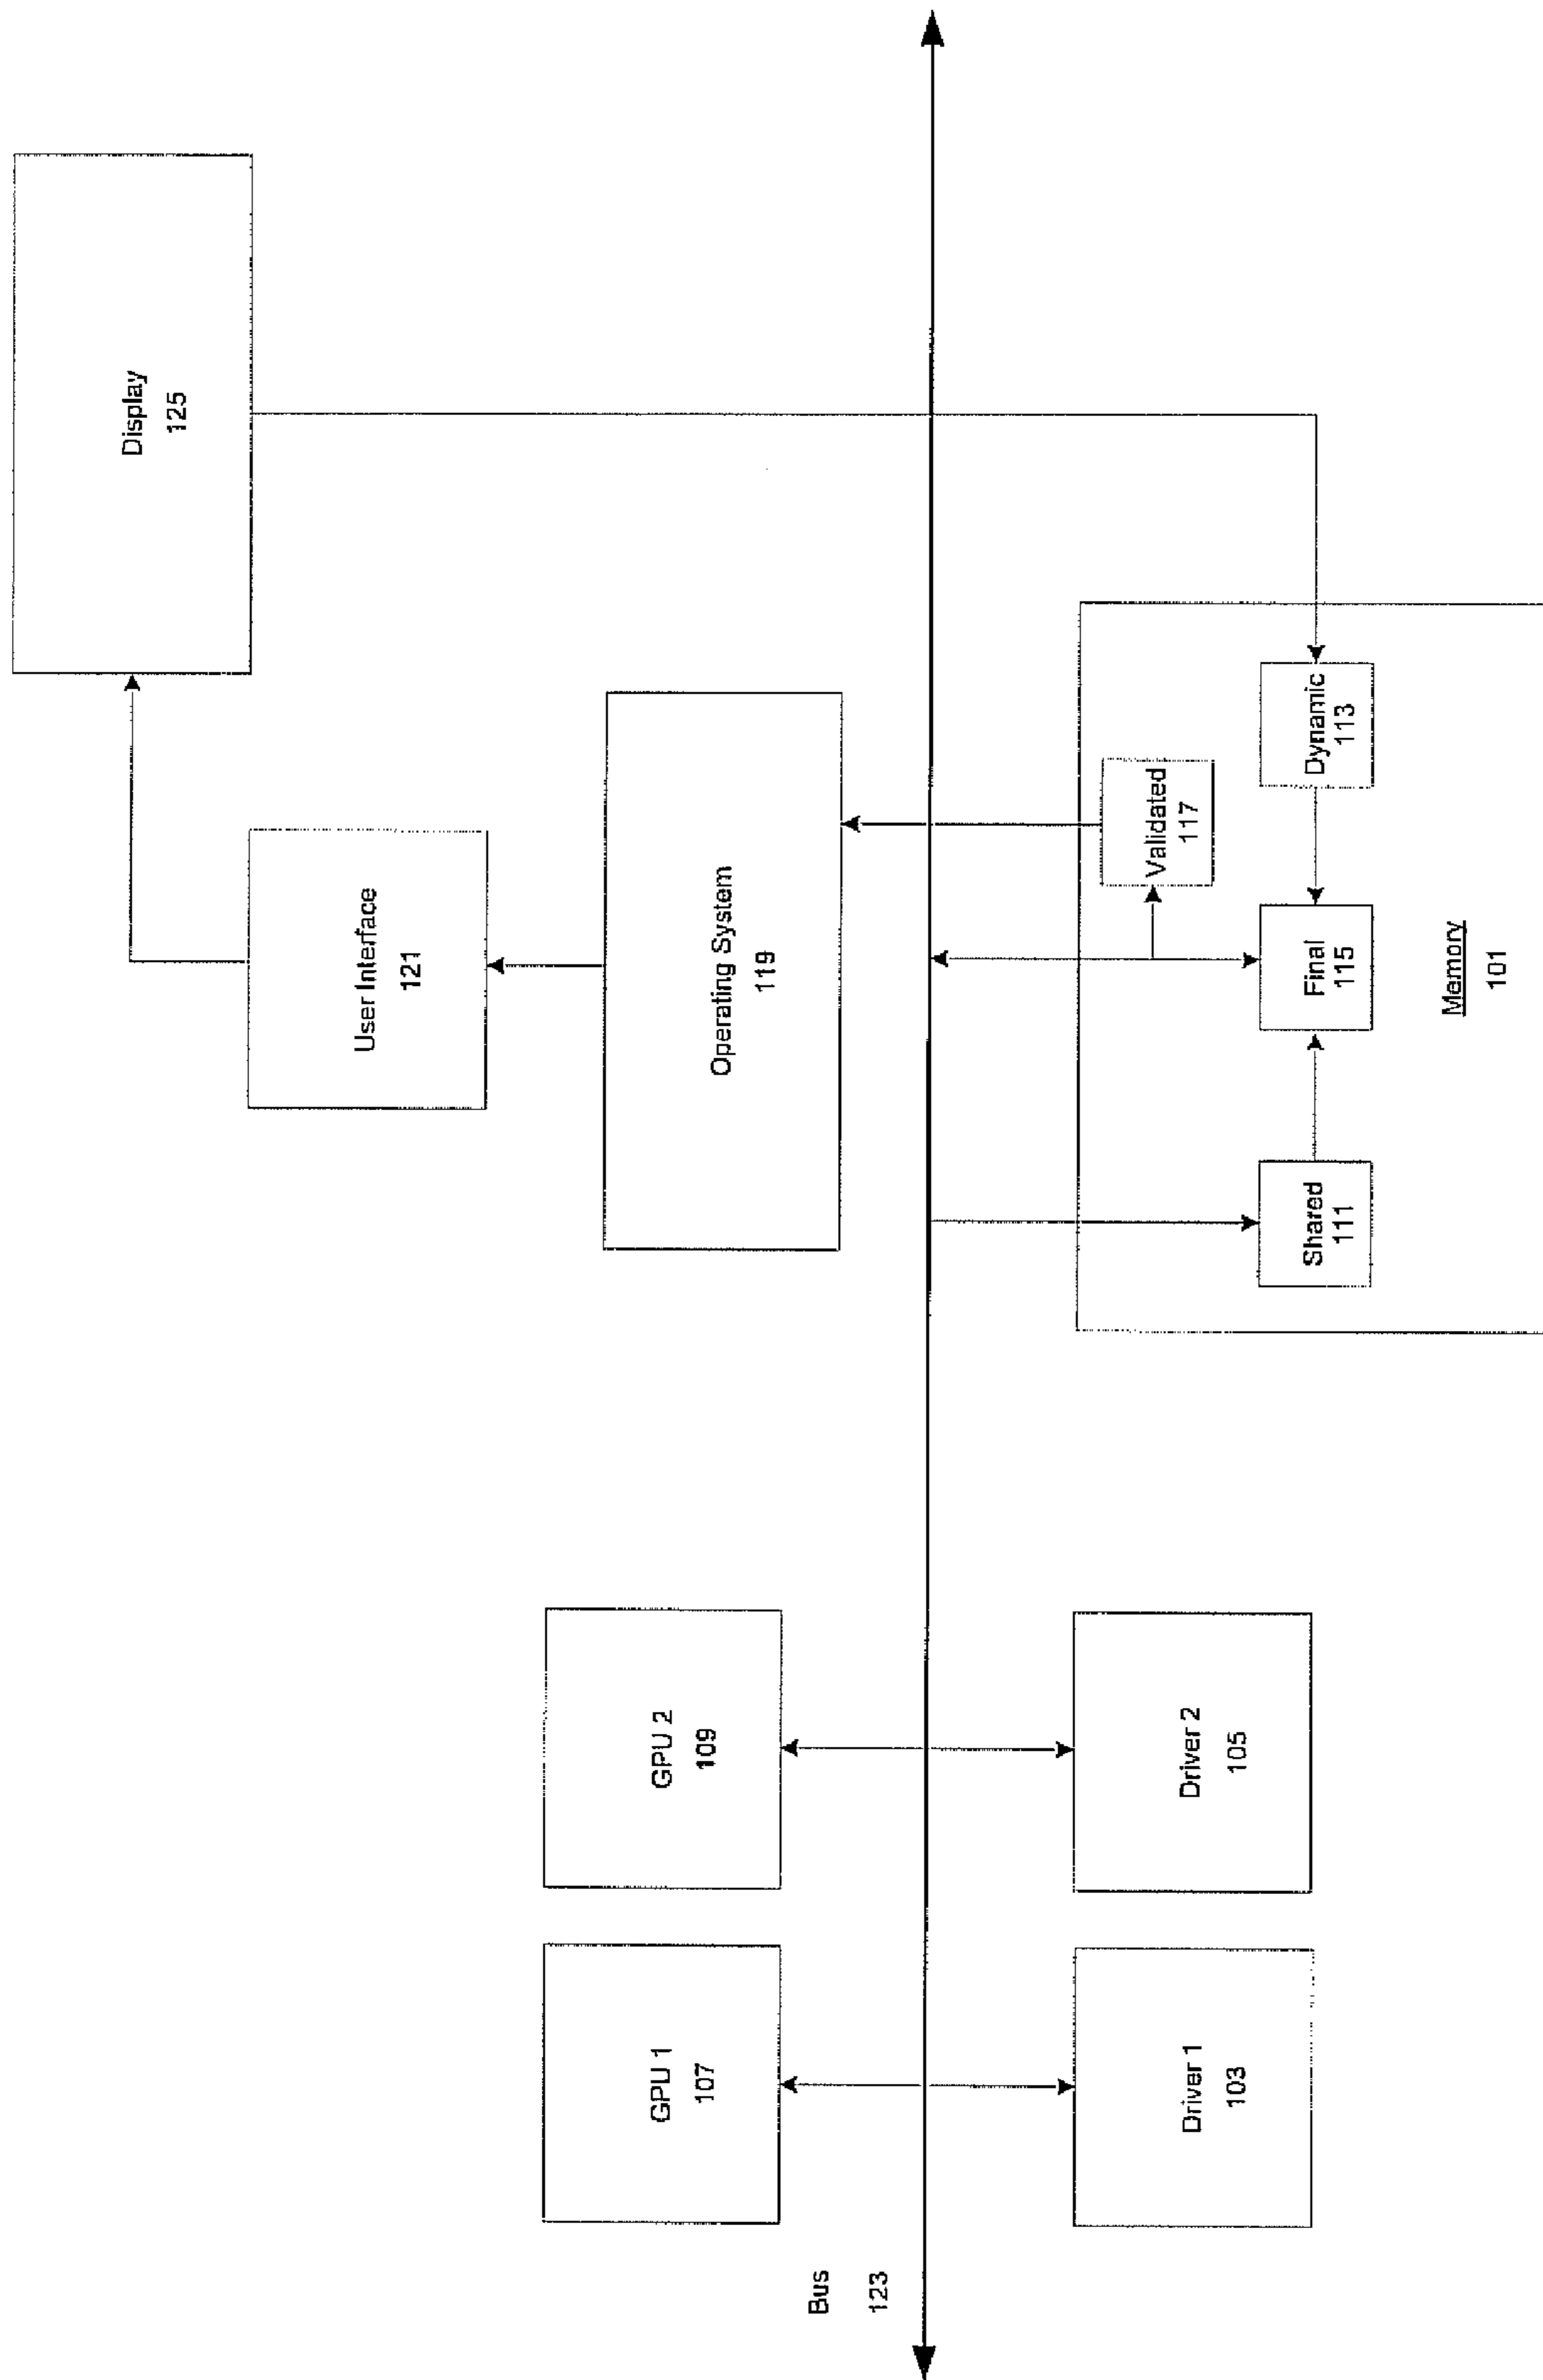 Display
125
User Interface
121
Operating System
119
GPU 1
107
GPU 2
109
Bus
123
Driver 1
103
Driver 2
105
Validated
117
Shared
111
Final
115
Dynamic
113
Memory
101